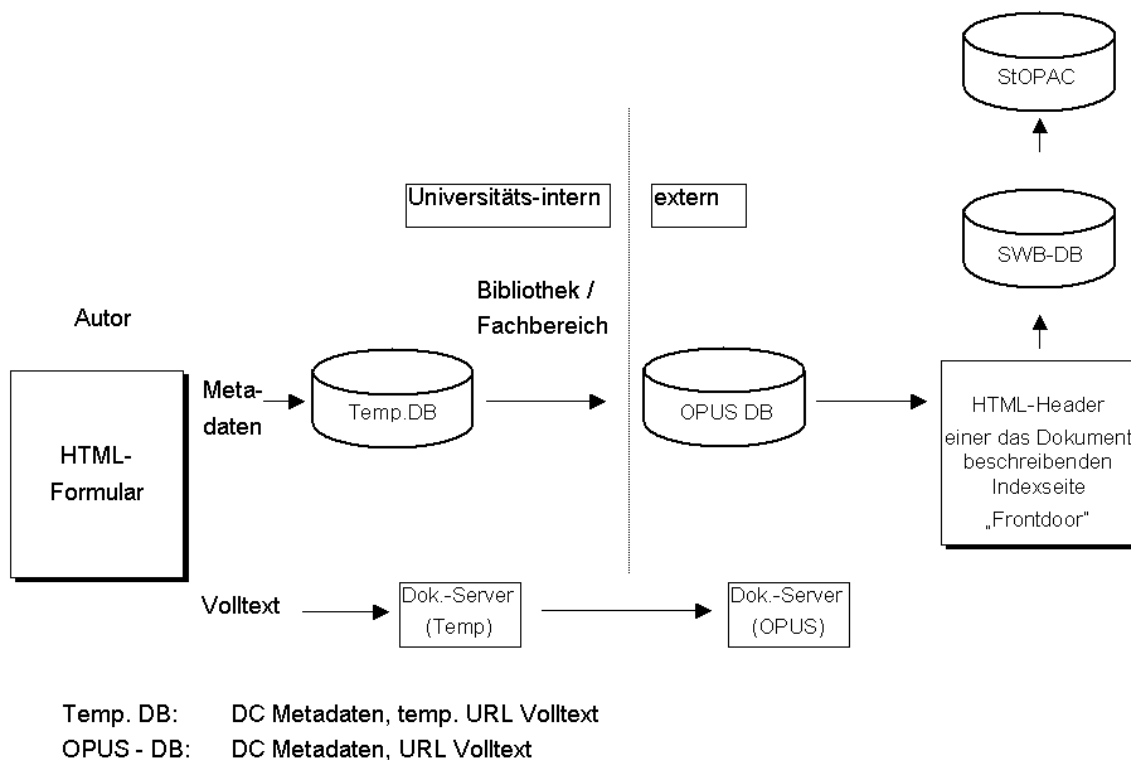 StOPAC
Universitäts-intern
extern
SWB-DB
Bibliothek /
Fachbereich
Autor
HTML-
Formular
Meta-
daten
Temp.DB
OPUS DB
HTML-Header
einer das Dokument
beschreibenden
Indexseite
„Frontdoor"
Volltext
Dok.-Server
(Temp)
Dok.-Server
(OPUS)
Temp. DB: DC Metadaten, temp. URL Volltext
OPUS - DB: DC Metadaten, URL Volltext